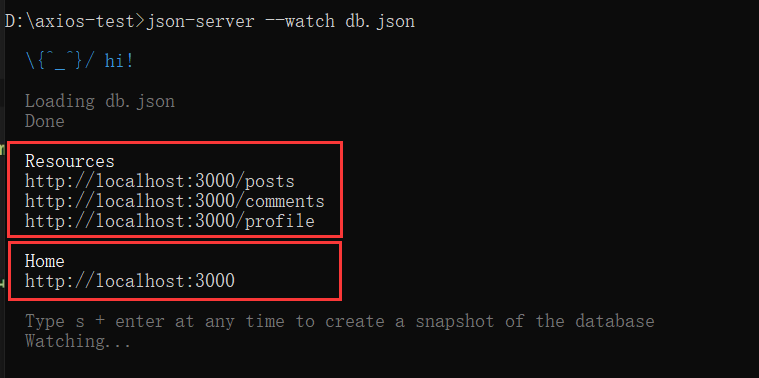 D:\axios-test>json-server --watch db.json
\{^_^}/ hi!
Loading db.json
Done
Resources
http://localhost:3000/posts
http://localhost:3000/comments
http://localhost:3000/profile
Home
http://localhost:3000
Type s + enter at any time to create a snapshot of the database
Watching...